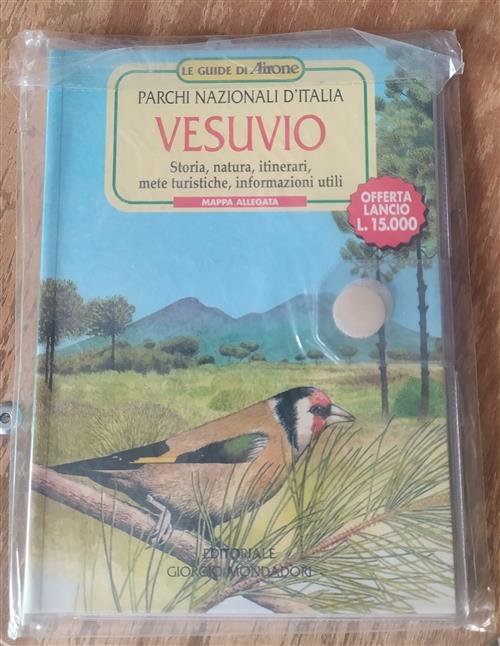 LE GUIDE DI Airone
PARCHI NAZIONALI D'ITALIA
VESUVIO
Storia, natura, itinerari,
mete turistiche, informazioni utili
MAPPA ALLEGATA
OFFERTA
LANCIO
L. 15.000
EDITORIALE
GIORGIO MONDADORI